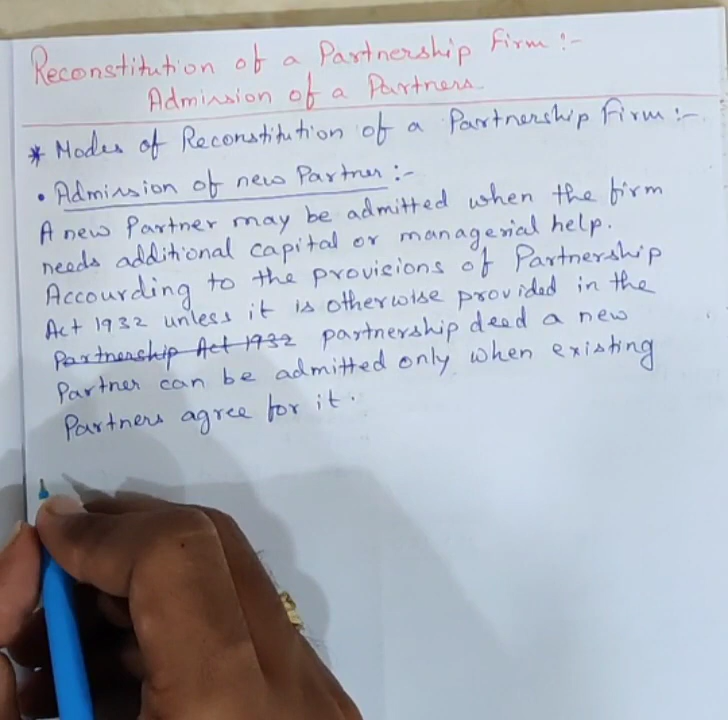 Reconstitution of a Partnership Firm :-
Admission of a Partners
* Modes of Reconstitution of a Partnership Firm :-
• Admission of new Partner :-
A new Partner may be admitted when the firm
needs additional capital or managerial help.
Accourding to the provisions of Partnership
Act 1932 unless it is otherwise provided in the
Partnership Act 1932 partnership deed a new
Partner can be admitted only when existing
Partners agree for it.